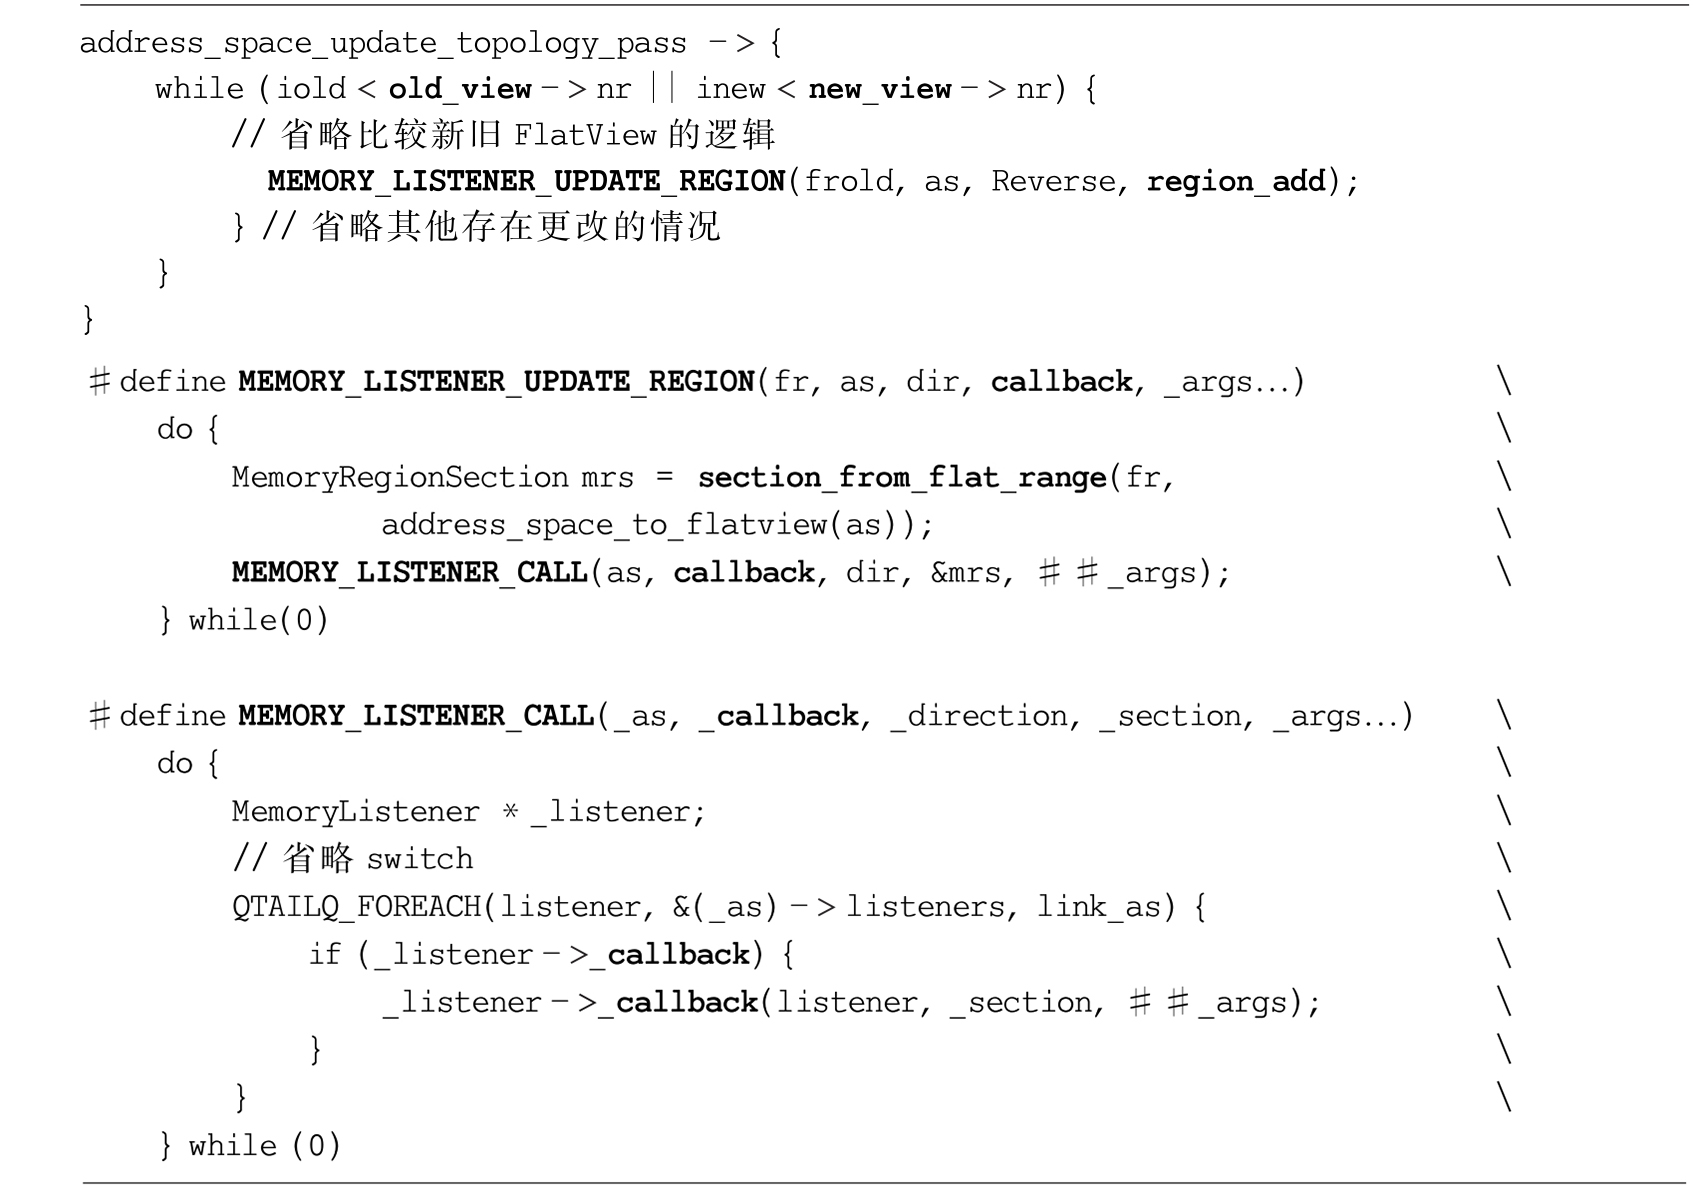 address_space_update_topology_pass -> {
while (iold < old_view -> nr || inew < new_view -> nr) {
// 省略比较新旧 FlatView 的逻辑
MEMORY_LISTENER_UPDATE_REGION(frold, as, Reverse, region_add);
} // 省略其他存在更改的情况
}
}
#define MEMORY_LISTENER_UPDATE_REGION(fr, as, dir, callback, _args…) \
do { \
MemoryRegionSection mrs = section_from_flat_range(fr, \
address_space_to_flatview(as)); \
MEMORY_LISTENER_CALL(as, callback, dir, &mrs, ##_args); \
} while(0)
#define MEMORY_LISTENER_CALL(_as, _callback, _direction, _section, _args…) \
do { \
MemoryListener *_listener; \
// 省略 switch \
QTAILQ_FOREACH(listener, &(_as) -> listeners, link_as) { \
if (_listener ->_callback) { \
_listener ->_callback(listener, _section, ##_args); \
} \
} \
} while (0)